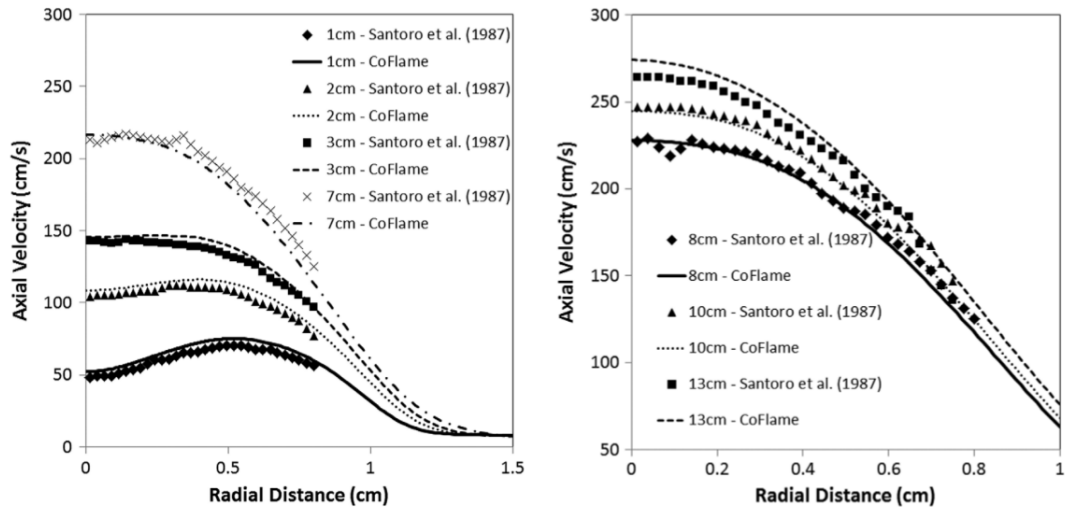 300
250
200
150
100
50
0
Axial Velocity (cm/s)
0
0.5
1
1.5
Radial Distance (cm)
1cm - Santoro et al. (1987)
1cm - CoFlame
2cm - Santoro et al. (1987)
2cm - CoFlame
3cm - Santoro et al. (1987)
3cm - CoFlame
7cm - Santoro et al. (1987)
7cm - CoFlame
300
250
200
150
100
50
Axial Velocity (cm/s)
0
0.2
0.4
0.6
0.8
1
Radial Distance (cm)
8cm - Santoro et al. (1987)
8cm - CoFlame
10cm - Santoro et al. (1987)
10cm - CoFlame
13cm - Santoro et al. (1987)
13cm - CoFlame